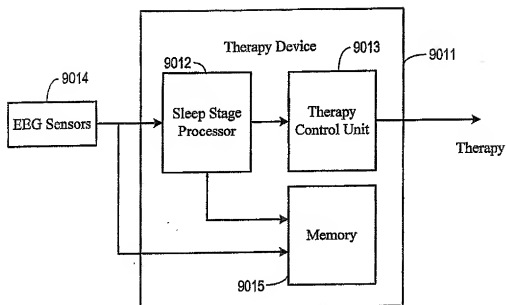 Therapy Device
9012
9013
9011
9014
EEG Sensors
Sleep Stage
Processor
Therapy
Control Unit
Therapy
Memory
9015